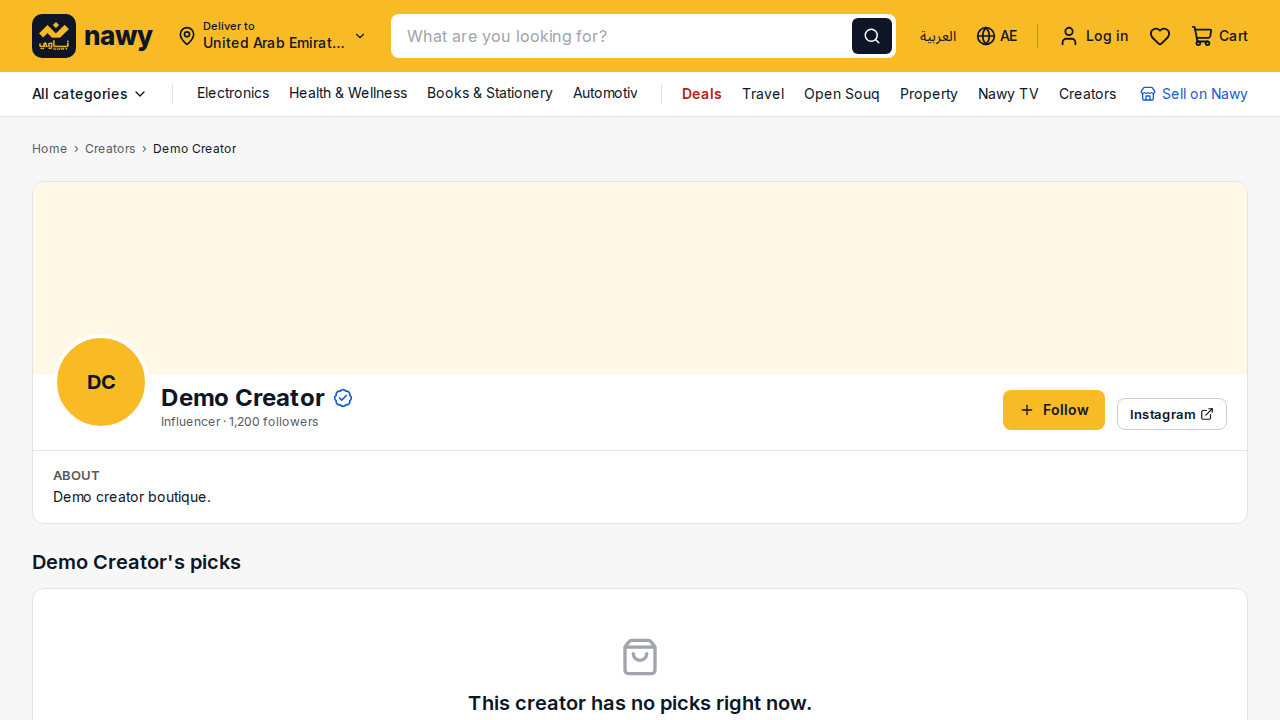 ناوي
NAWY
nawy
Deliver to
United Arab Emirat...
What are you looking for?
العربية
AE
Log in
Cart
All categories
Electronics
Health & Wellness
Books & Stationery
Automotiv
Deals
Travel
Open Souq
Property
Nawy TV
Creators
Sell on Nawy
Home › Creators › Demo Creator
DC
Demo Creator
Influencer · 1,200 followers
Follow
Instagram
ABOUT
Demo creator boutique.
Demo Creator's picks
This creator has no picks right now.